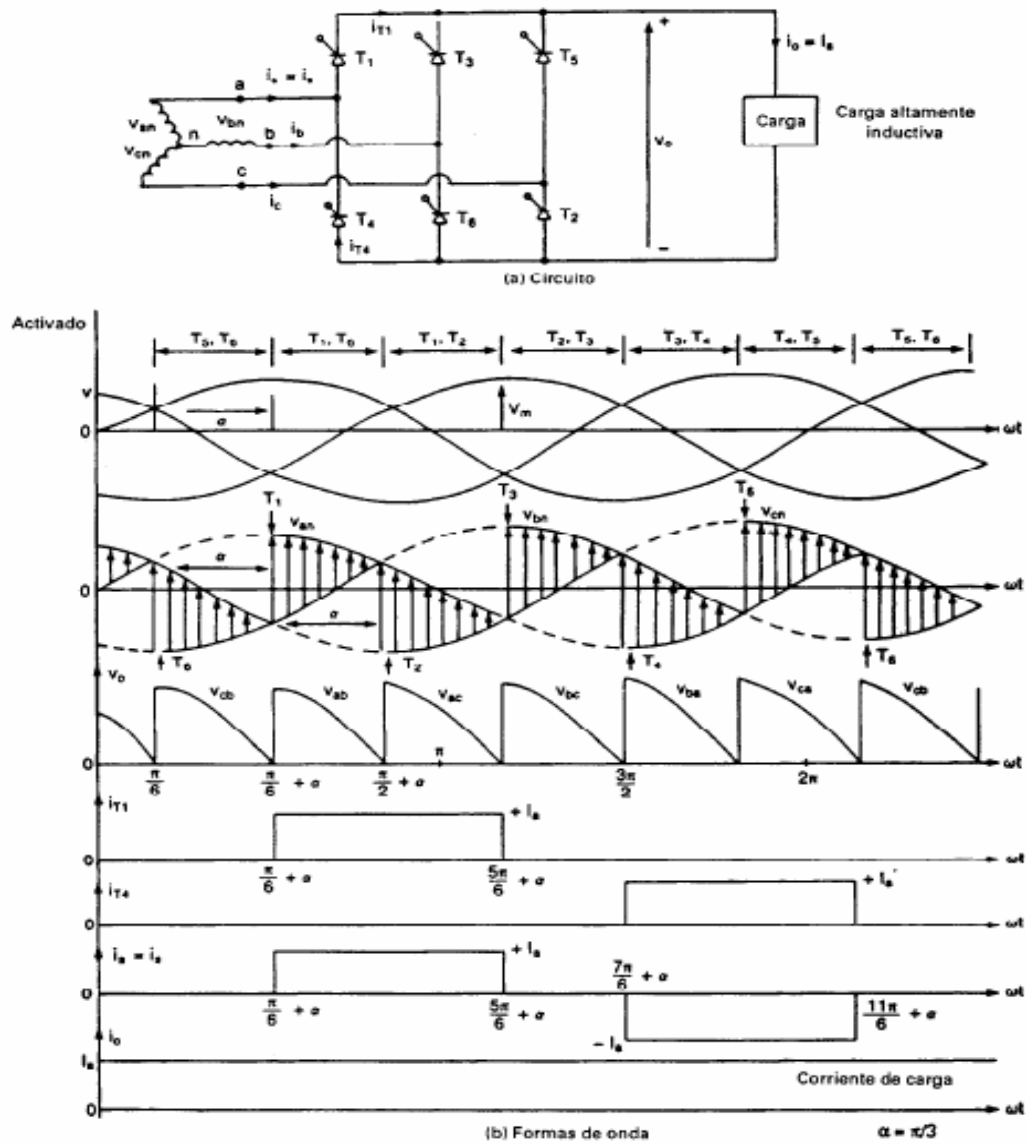 i_T1
T₁
T₃
T₅
+
i_o = I_a
a
i_a = i_s
v_an
n
v_bn
b
i_b
v_cn
c
i_c
v_o
Carga
Carga altamente
inductiva
T₄
T₆
T₂
i_T4
−
(a) Circuito
Activado
T₅, T₆
T₁, T₆
T₁, T₂
T₂, T₃
T₃, T₄
T₄, T₅
T₅, T₆
v
α
V_m
0
ωt
T₁
T₃
T₅
v_an
v_bn
v_cn
α
0
ωt
α
T₆
T₂
T₄
T₆
v_o
v_cb
v_ab
v_ac
v_bc
v_ba
v_ca
v_cb
0
π
2π
ωt
π/6
π/6 + α
π/2 + α
3π/2
i_T1
+ I_a
0
ωt
π/6 + α
5π/6 + α
i_T4
+ I_a
0
ωt
i_a = i_s
+ I_a
7π/6 + α
0
ωt
π/6 + α
5π/6 + α
11π/6 + α
i_o
− I_a
I_a
Corriente de carga
0
ωt
(b) Formas de onda
α = π/3